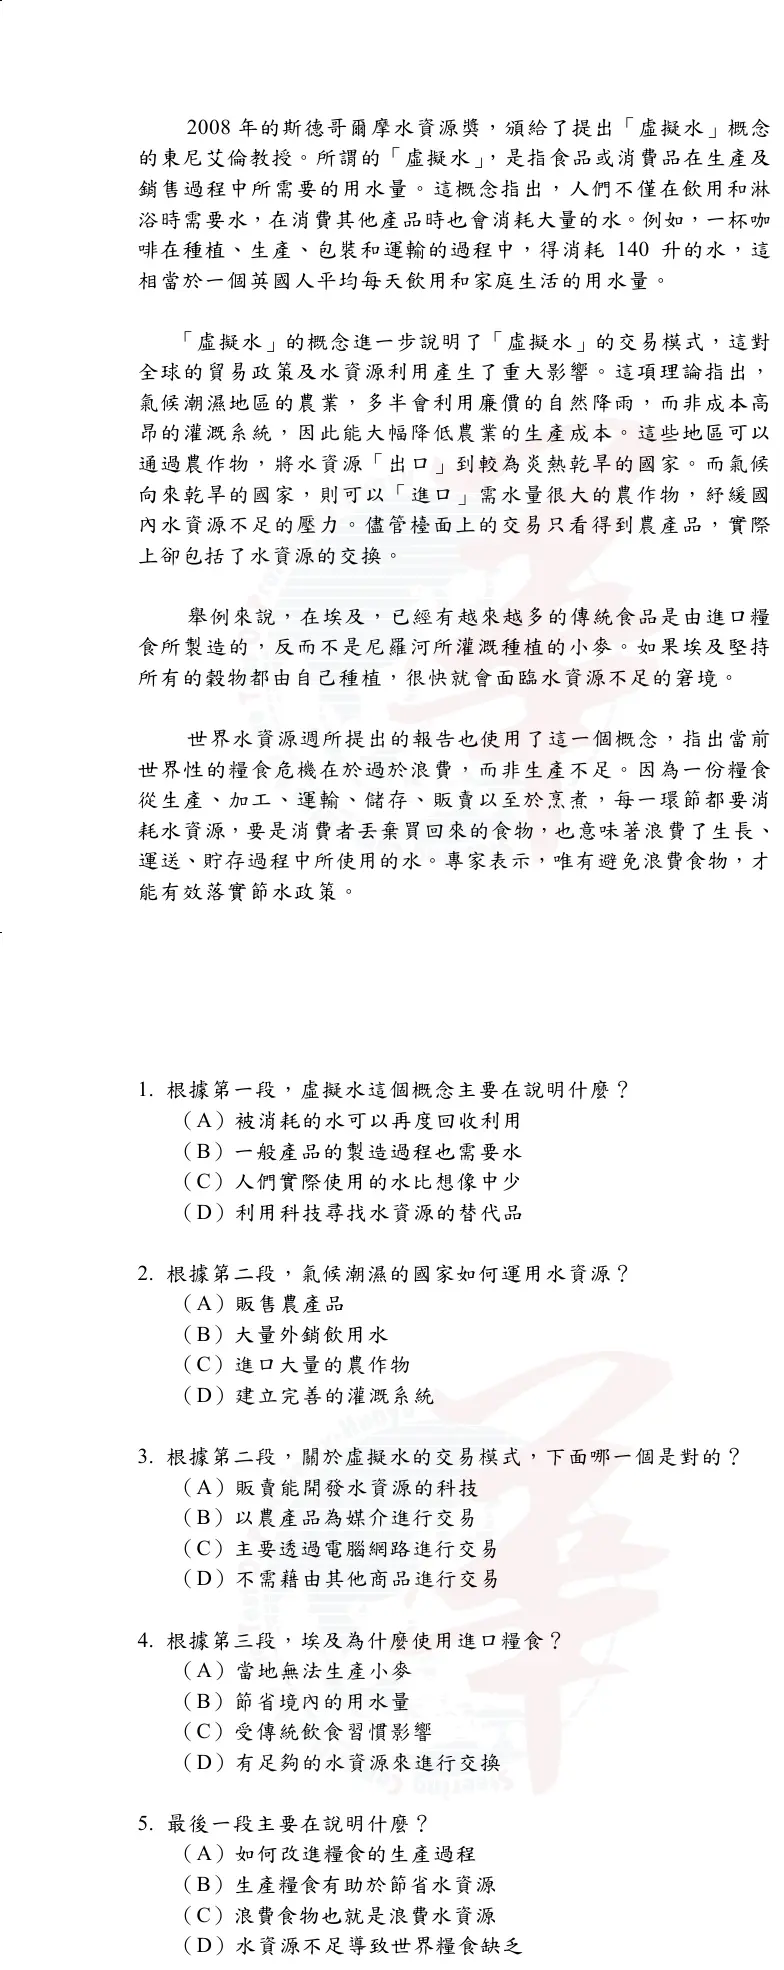 2008 年的斯德哥爾摩水資源獎，頒給了提出「虛擬水」概念
的東尼艾倫教授。所謂的「虛擬水」，是指食品或消費品在生產及
銷售過程中所需要的用水量。這概念指出，人們不僅在飲用和淋
浴時需要水，在消費其他產品時也會消耗大量的水。例如，一杯咖
啡在種植、生產、包裝和運輸的過程中，得消耗 140 升的水，這
相當於一個英國人平均每天飲用和家庭生活的用水量。
「虛擬水」的概念進一步說明了「虛擬水」的交易模式，這對
全球的貿易政策及水資源利用產生了重大影響。這項理論指出，
氣候潮濕地區的農業，多半會利用廉價的自然降雨，而非成本高
昂的灌溉系統，因此能大幅降低農業的生產成本。這些地區可以
通過農作物，將水資源「出口」到較為炎熱乾旱的國家。而氣候
向來乾旱的國家，則可以「進口」需水量很大的農作物，紓緩國
內水資源不足的壓力。儘管檯面上的交易只看得到農產品，實際
上卻包括了水資源的交換。
舉例來說，在埃及，已經有越來越多的傳統食品是由進口糧
食所製造的，反而不是尼羅河所灌溉種植的小麥。如果埃及堅持
所有的穀物都由自己種植，很快就會面臨水資源不足的窘境。
世界水資源週所提出的報告也使用了這一個概念，指出當前
世界性的糧食危機在於過於浪費，而非生產不足。因為一份糧食
從生產、加工、運輸、儲存、販賣以至於烹煮，每一環節都要消
耗水資源，要是消費者丟棄買回來的食物，也意味著浪費了生長、
運送、貯存過程中所使用的水。專家表示，唯有避免浪費食物，才
能有效落實節水政策。
1. 根據第一段，虛擬水這個概念主要在說明什麼？
（A）被消耗的水可以再度回收利用
（B）一般產品的製造過程也需要水
（C）人們實際使用的水比想像中少
（D）利用科技尋找水資源的替代品
2. 根據第二段，氣候潮濕的國家如何運用水資源？
（A）販售農產品
（B）大量外銷飲用水
（C）進口大量的農作物
（D）建立完善的灌溉系統
3. 根據第二段，關於虛擬水的交易模式，下面哪一個是對的？
（A）販賣能開發水資源的科技
（B）以農產品為媒介進行交易
（C）主要透過電腦網路進行交易
（D）不需藉由其他商品進行交易
4. 根據第三段，埃及為什麼使用進口糧食？
（A）當地無法生產小麥
（B）節省境內的用水量
（C）受傳統飲食習慣影響
（D）有足夠的水資源來進行交換
5. 最後一段主要在說明什麼？
（A）如何改進糧食的生產過程
（B）生產糧食有助於節省水資源
（C）浪費食物也就是浪費水資源
（D）水資源不足導致世界糧食缺乏